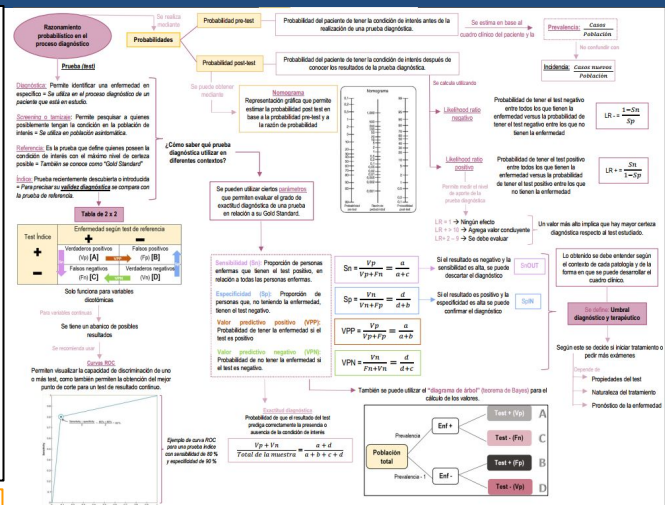 Razonamiento
probabilístico en el
proceso diagnóstico
Se realiza
mediante
Probabilidades
Probabilidad pre-test
Probabilidad del paciente de tener la condición de interés antes de la
realización de una prueba diagnóstica.
Se estima en base al
cuadro clínico del paciente y la
Prevalencia: Casos
Población
No confundir con
Incidencia: Casos nuevos
Población
Probabilidad post-test
Probabilidad del paciente de tener la condición de interés después de
conocer los resultados de la prueba diagnóstica.
Se puede obtener
mediante
Se calcula utilizando
Nomograma
Representación gráfica que permite
estimar la probabilidad post test en
base a la probabilidad pre-test y a
la razón de probabilidad
Nomograma
Likelihood ratio
negativo
Probabilidad de tener el test negativo
entre todos los que tienen la
enfermedad versus la probabilidad de
tener el test negativo entre los que no
tienen la enfermedad
LR - = 1−Sn
Sp
Likelihood ratio
positivo
Probabilidad de tener el test positivo
entre todos los que tienen la
enfermedad versus la probabilidad
de tener el test positivo entre los que
no tienen la enfermedad
LR + = Sn
1−Sp
Permite medir el nivel
de aporte de la
prueba diagnóstica
LR = 1 → Ningún efecto
LR + > 10 → Agrega valor concluyente
LR+ 2 – 9 → Se debe evaluar
Un valor más alto implica que hay mayor certeza
diagnóstica respecto al test estudiado.
Prueba (test)
Diagnóstica: Permite identificar una enfermedad en
específico = Se utiliza en el proceso diagnóstico de un
paciente que está en estudio.
Screening o tamizaje: Permite pesquisar a quienes
posiblemente tengan la condición en la población de
interés = Se utiliza en población asintomática.
Referencia: Es la prueba que define quienes poseen la
condición de interés con el máximo nivel de certeza
posible = También se conoce como "Gold Standard"
Índice: Prueba recientemente descubierta o introducida
= Para precisar su validez diagnóstica se compara con
la prueba de referencia.
¿Cómo saber qué prueba
diagnóstica utilizar en
diferentes contextos?
Se pueden utilizar ciertos parámetros
que permiten evaluar el grado de
exactitud diagnóstica de una prueba
en relación a su Gold Standard.
Tabla de 2 x 2
Test Índice
Enfermedad según test de referencia
+ −
+
Verdaderos positivos
(Vp) [A]
VPP
Falsos positivos
(Fp) [B]
−
Falsos negativos
(Fn) [C]
VPN
Verdaderos negativos
(Vn) [D]
Solo funciona para variables
dicotómicas
Para variables continuas
Se tiene un abanico de posibles
resultados
Se recomienda usar
Curvas ROC
Permiten visualizar la capacidad de discriminación de uno
o más test, como también permiten la obtención del mejor
punto de corte para un test de resultado continuo.
Ejemplo de curva ROC
para una prueba índice
con sensibilidad de 80 %
y especificidad de 90 %
Sensibilidad (Sn): Proporción de personas
enfermas que tienen el test positivo, en
relación a todas las personas enfermas.
Sn = Vp
Vp+Fn = a
a+c
Si el resultado es negativo y la
sensibilidad es alta, se puede
descartar el diagnóstico
SnOUT
Especificidad (Sp): Proporción de
personas que, no teniendo la enfermedad,
tienen el test negativo.
Sp = Vn
Vn+Fp = d
d+b
Si el resultado es positivo y la
especificidad es alta se puede
confirmar el diagnóstico
SpIN
Valor predictivo positivo (VPP):
Probabilidad de tener la enfermedad si el
test es positivo
VPP = Vp
Vp+Fp = a
a+b
Valor predictivo negativo (VPN):
Probabilidad de no tener la enfermedad si
el test es negativo.
VPN = Vn
Fn+Vn = d
d+c
Lo obtenido se debe entender según
el contexto de cada patología y de la
forma en que se puede desarrollar el
cuadro clínico.
Se define: Umbral
diagnóstico y terapéutico
Según este se decide si iniciar tratamiento o
pedir más exámenes
Depende de
Propiedades del test
Naturaleza del tratamiento
Pronóstico de la enfermedad
Exactitud diagnóstica
Probabilidad de que el resultado del test
prediga correctamente la presencia o
ausencia de la condición de interés
Vp + Vn
Total de la muestra = a + d
a + b + c + d
También se puede utilizar el "diagrama de árbol" (teorema de Bayes) para el
cálculo de los valores.
Población
total
Prevalencia
Enf +
Test + (Vp) A
Test - (Fn) C
Prevalencia - 1
Enf -
Test + (Fp) B
Test - (Vp) D